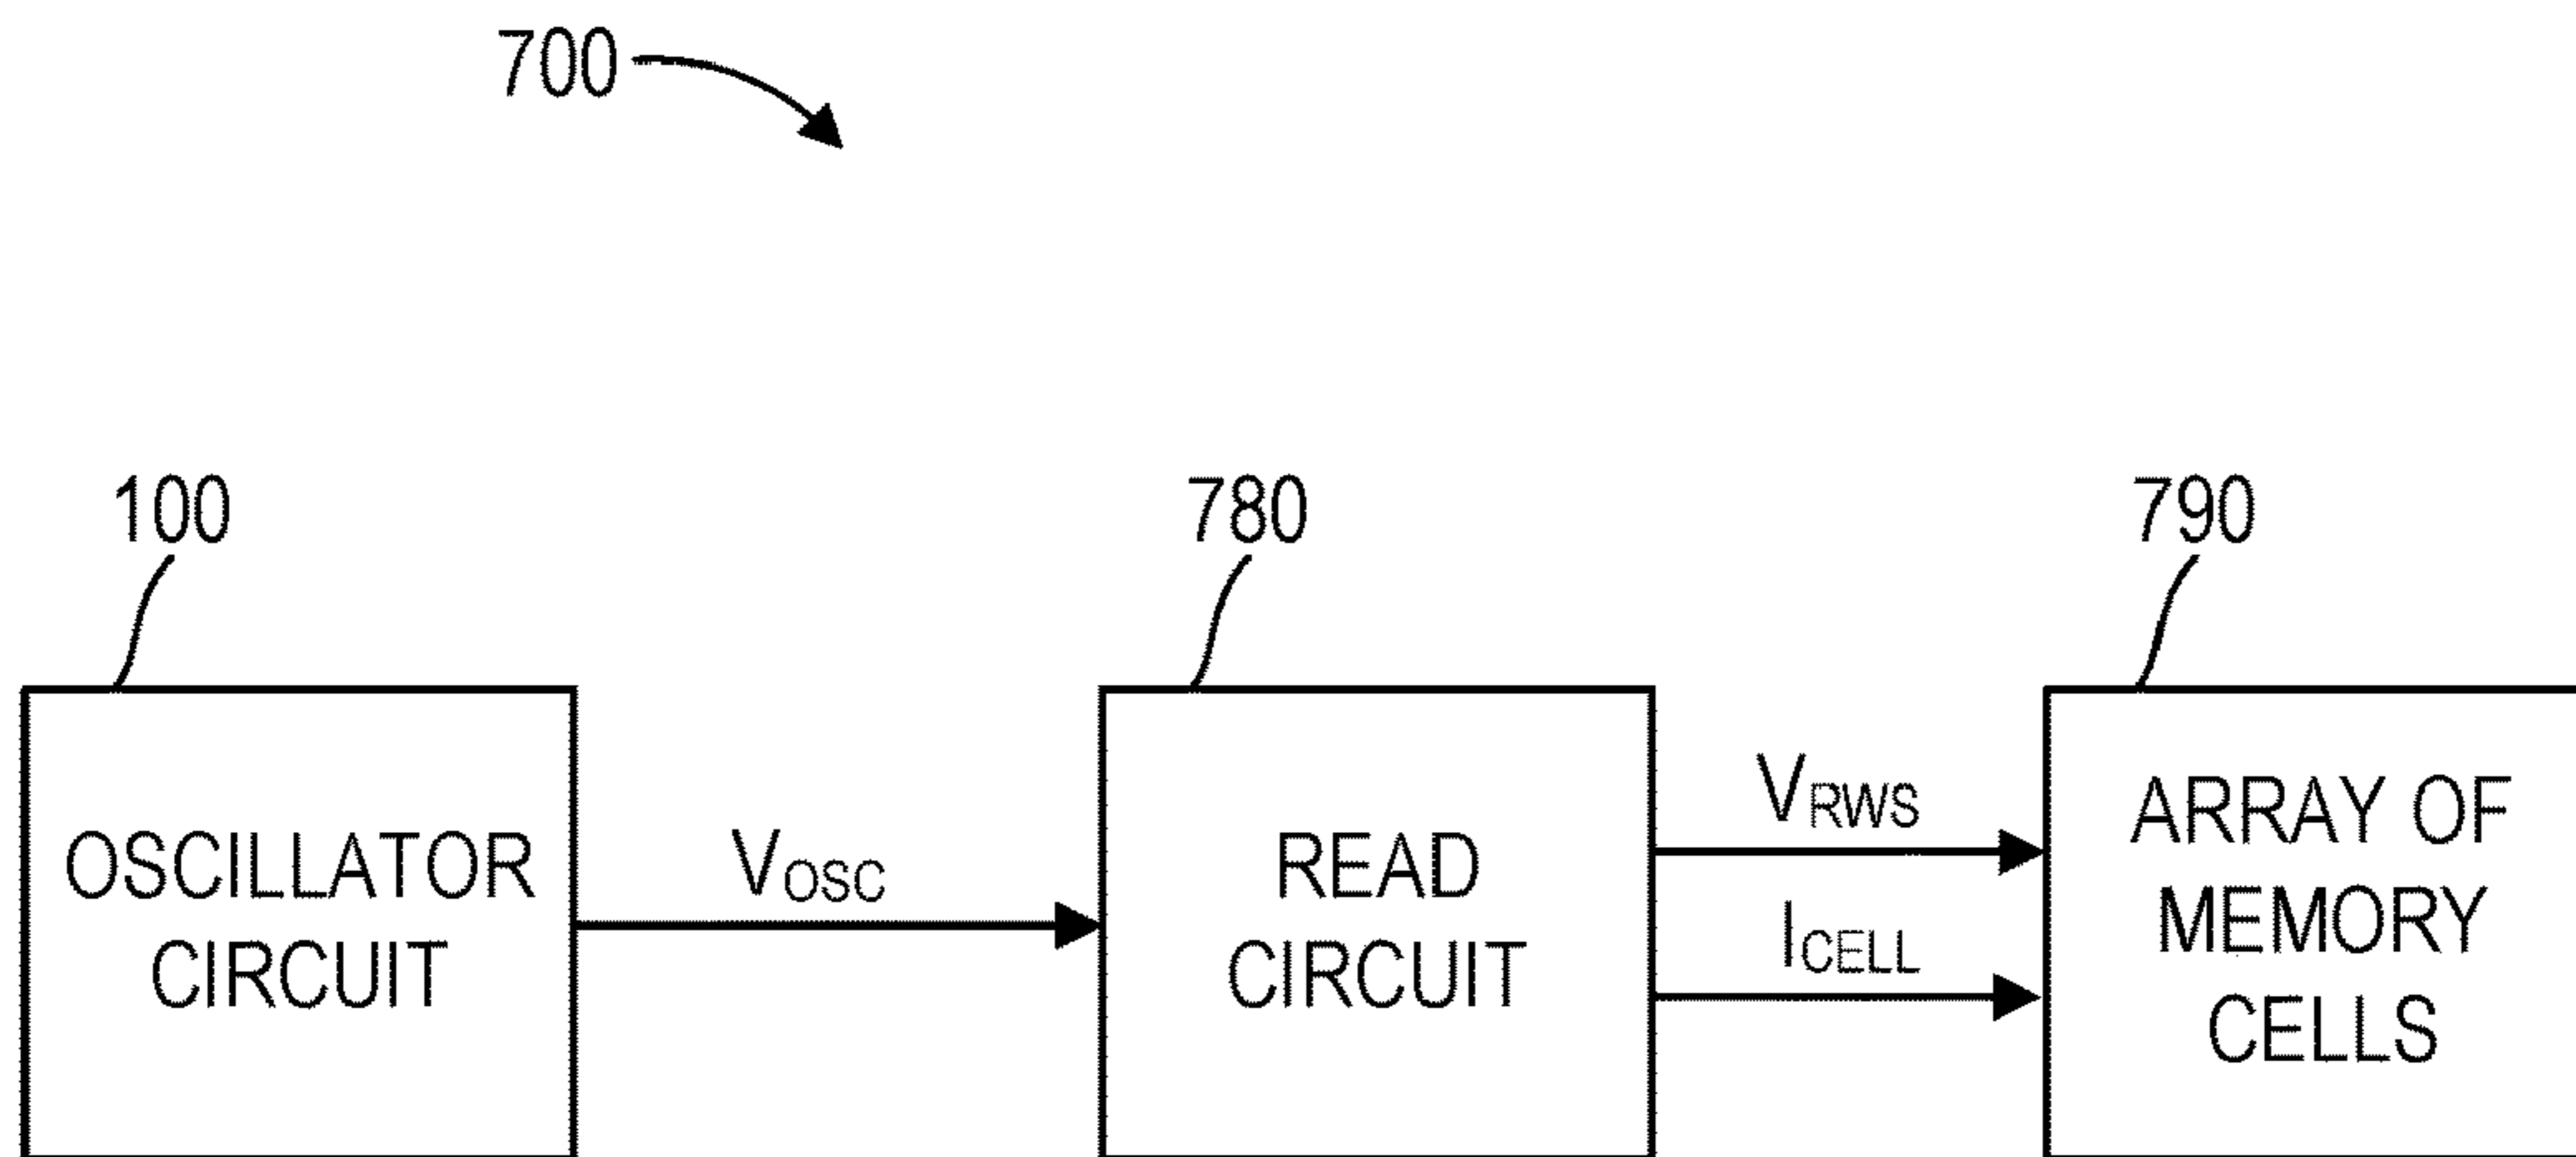 700
100
780
790
OSCILLATOR
CIRCUIT
VOSC
READ
CIRCUIT
VRWS
ICELL
ARRAY OF
MEMORY
CELLS